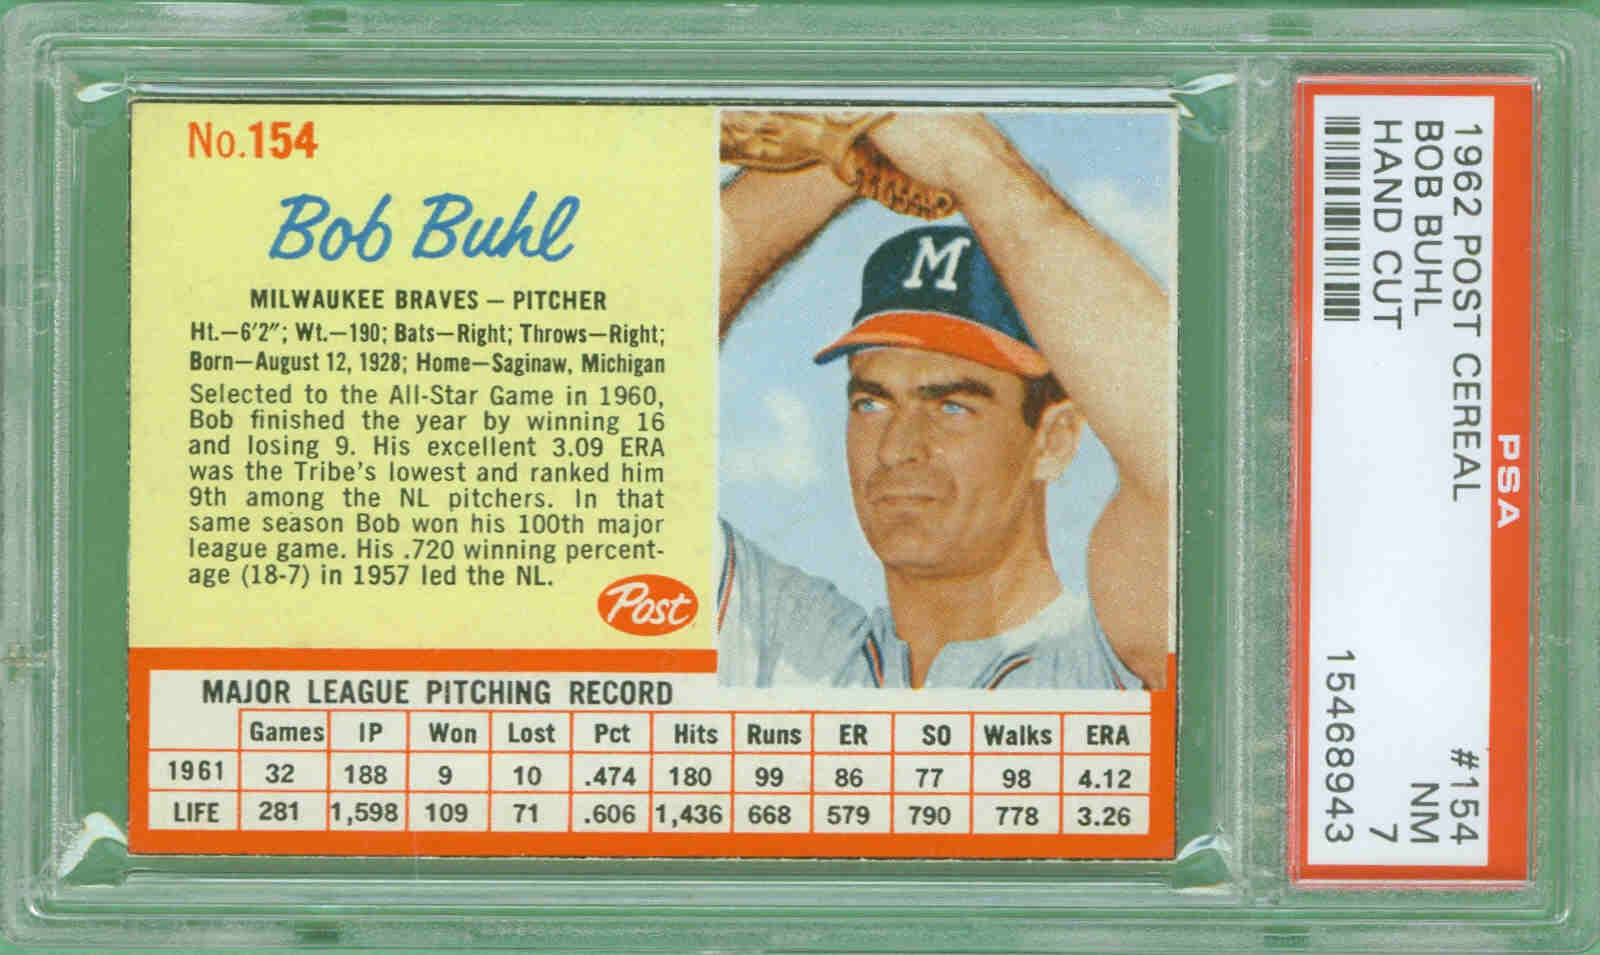 No.154
Bob Buhl
MILWAUKEE BRAVES — PITCHER
Ht.—6'2"; Wt.—190; Bats—Right; Throws—Right;
Born—August 12, 1928; Home—Saginaw, Michigan
Selected to the All-Star Game in 1960,
Bob finished the year by winning 16
and losing 9. His excellent 3.09 ERA
was the Tribe's lowest and ranked him
9th among the NL pitchers. In that
same season Bob won his 100th major
league game. His .720 winning percent-
age (18-7) in 1957 led the NL.
Post
M
MAJOR LEAGUE PITCHING RECORD
Games IP Won Lost Pct Hits Runs ER SO Walks ERA
1961 32 188 9 10 .474 180 99 86 77 98 4.12
LIFE 281 1,598 109 71 .606 1,436 668 579 790 778 3.26
PSA
1962 POST CEREAL #154
BOB BUHL NM
HAND CUT 7
15468943